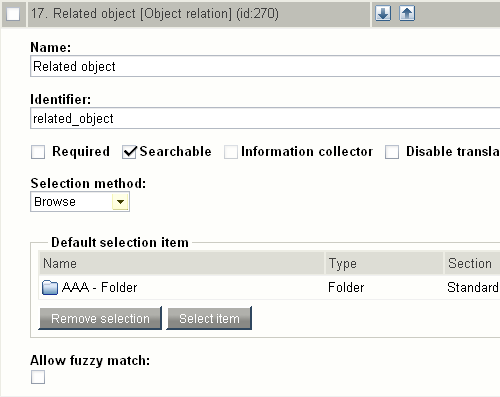 17. Related object [Object relation] (id:270)
Name:
Related object
Identifier:
related_object
Required Searchable Information collector Disable transla
Selection method:
Browse
Default selection item
Name Type Section
AAA - Folder Folder Standard
Remove selection Select item
Allow fuzzy match: